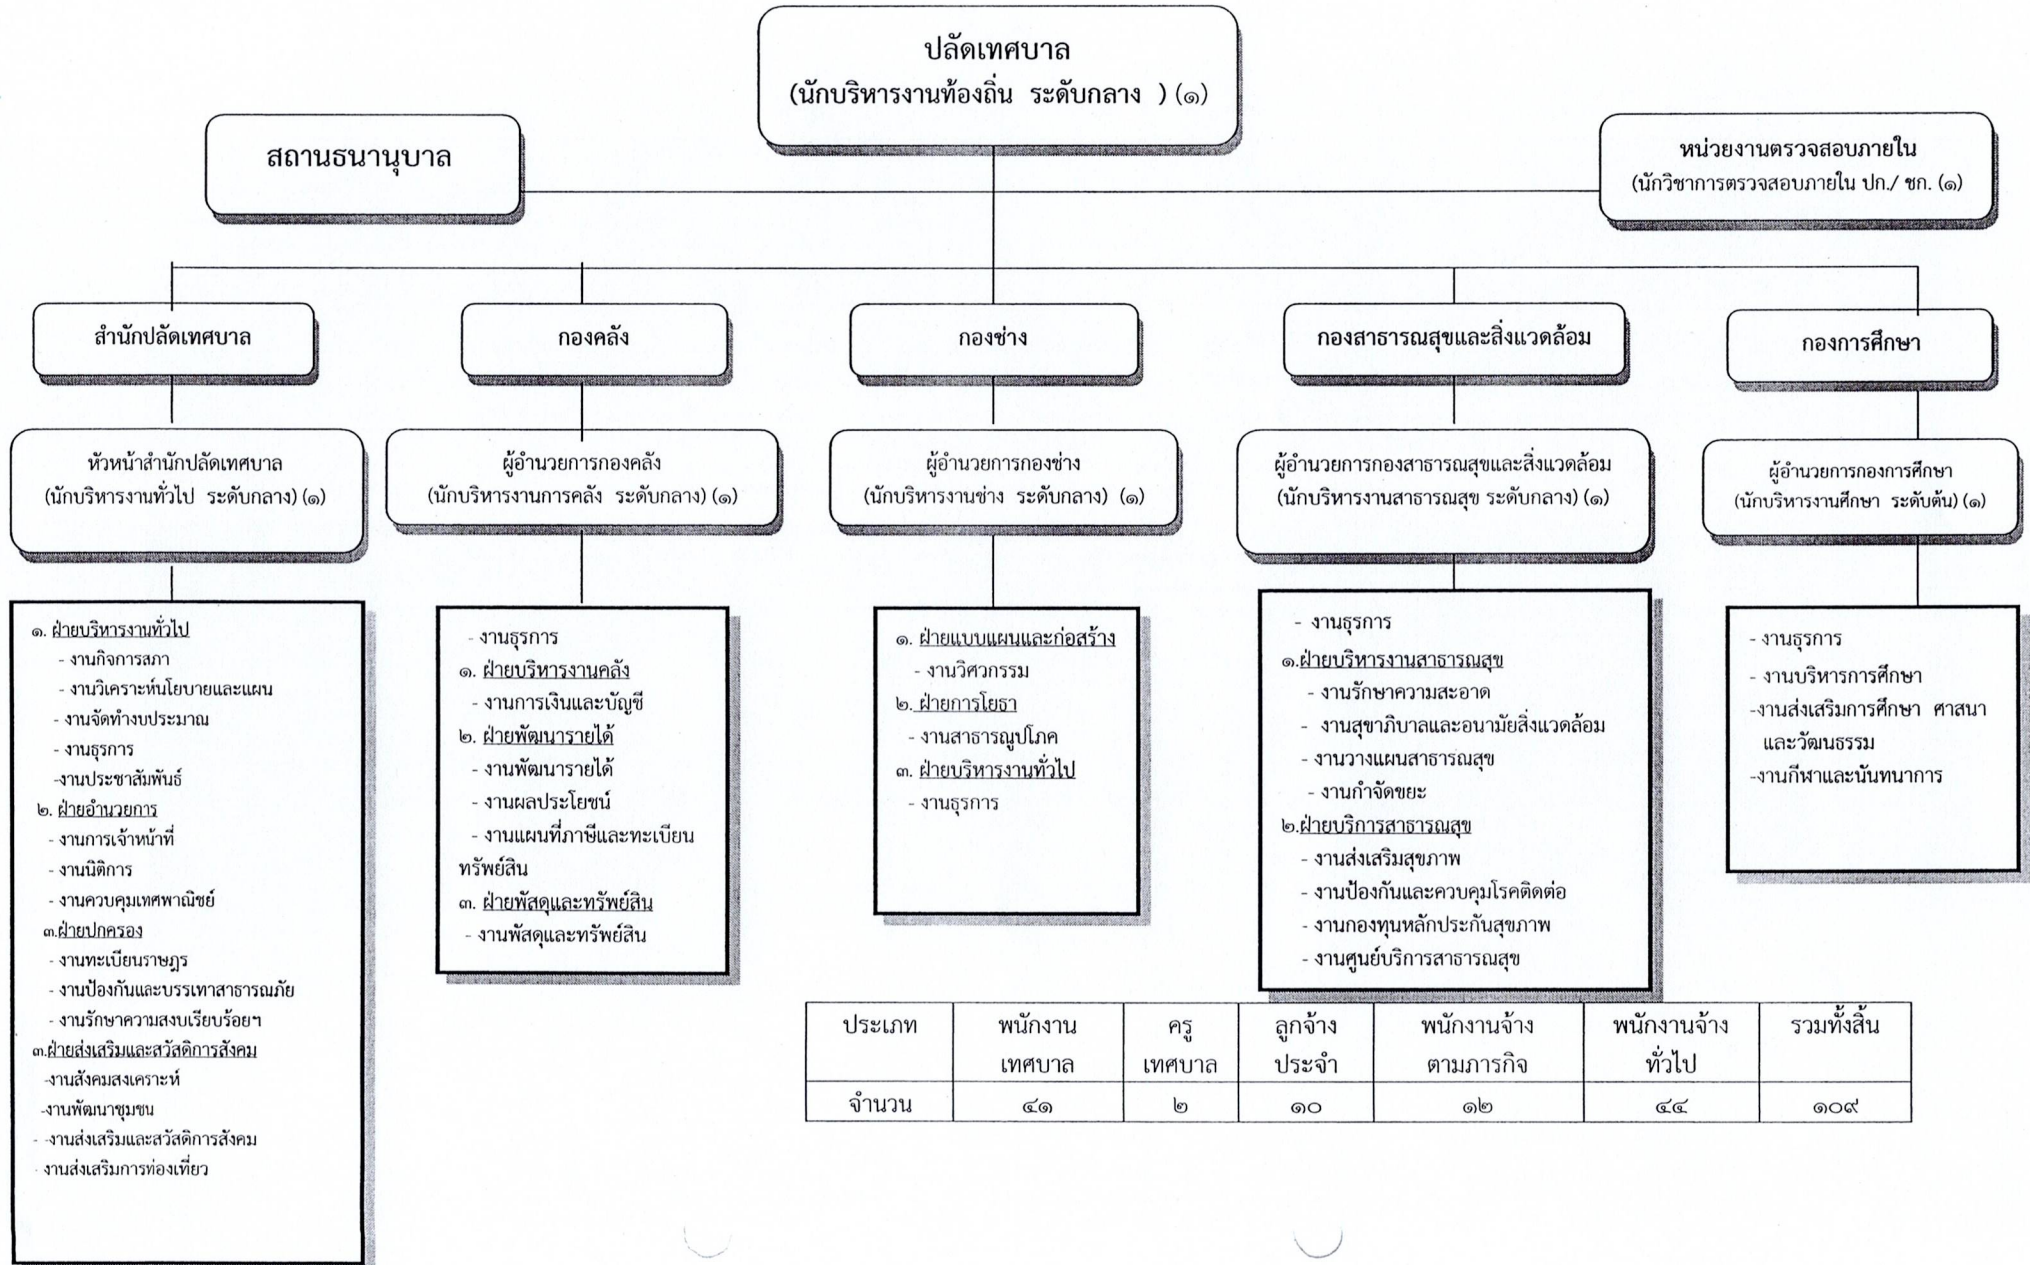 ปลัดเทศบาล
(นักบริหารงานท้องถิ่น ระดับกลาง ) (๑)
สถานธนานุบาล
หน่วยงานตรวจสอบภายใน
(นักวิชาการตรวจสอบภายใน ปก./ ชก. (๑)
สำนักปลัดเทศบาล
หัวหน้าสำนักปลัดเทศบาล
(นักบริหารงานทั่วไป ระดับกลาง) (๑)
๑. ฝ่ายบริหารงานทั่วไป
- งานกิจการสภา
- งานวิเคราะห์นโยบายและแผน
- งานจัดทำงบประมาณ
- งานธุรการ
-งานประชาสัมพันธ์
๒. ฝ่ายอำนวยการ
- งานการเจ้าหน้าที่
- งานนิติการ
- งานควบคุมเทศพาณิชย์
๓.ฝ่ายปกครอง
- งานทะเบียนราษฎร
- งานป้องกันและบรรเทาสาธารณภัย
- งานรักษาความสงบเรียบร้อยฯ
๓.ฝ่ายส่งเสริมและสวัสดิการสังคม
-งานสังคมสงเคราะห์
-งานพัฒนาชุมชน
- -งานส่งเสริมและสวัสดิการสังคม
- งานส่งเสริมการท่องเที่ยว
กองคลัง
ผู้อำนวยการกองคลัง
(นักบริหารงานการคลัง ระดับกลาง) (๑)
- งานธุรการ
๑. ฝ่ายบริหารงานคลัง
- งานการเงินและบัญชี
๒. ฝ่ายพัฒนารายได้
- งานพัฒนารายได้
- งานผลประโยชน์
- งานแผนที่ภาษีและทะเบียน
ทรัพย์สิน
๓. ฝ่ายพัสดุและทรัพย์สิน
- งานพัสดุและทรัพย์สิน
กองช่าง
ผู้อำนวยการกองช่าง
(นักบริหารงานช่าง ระดับกลาง) (๑)
๑. ฝ่ายแบบแผนและก่อสร้าง
- งานวิศวกรรม
๒. ฝ่ายการโยธา
- งานสาธารณูปโภค
๓. ฝ่ายบริหารงานทั่วไป
- งานธุรการ
กองสาธารณสุขและสิ่งแวดล้อม
ผู้อำนวยการกองสาธารณสุขและสิ่งแวดล้อม
(นักบริหารงานสาธารณสุข ระดับกลาง) (๑)
- งานธุรการ
๑.ฝ่ายบริหารงานสาธารณสุข
- งานรักษาความสะอาด
- งานสุขาภิบาลและอนามัยสิ่งแวดล้อม
- งานวางแผนสาธารณสุข
- งานกำจัดขยะ
๒.ฝ่ายบริการสาธารณสุข
- งานส่งเสริมสุขภาพ
- งานป้องกันและควบคุมโรคติดต่อ
- งานกองทุนหลักประกันสุขภาพ
- งานศูนย์บริการสาธารณสุข
กองการศึกษา
ผู้อำนวยการกองการศึกษา
(นักบริหารงานศึกษา ระดับต้น) (๑)
- งานธุรการ
- งานบริหารการศึกษา
-งานส่งเสริมการศึกษา ศาสนา
และวัฒนธรรม
-งานกีฬาและนันทนาการ
ประเภท พนักงาน ครู ลูกจ้าง พนักงานจ้าง พนักงานจ้าง รวมทั้งสิ้น
เทศบาล เทศบาล ประจำ ตามภารกิจ ทั่วไป
จำนวน ๔๑ ๒ ๑๐ ๑๒ ๔๔ ๑๐๙